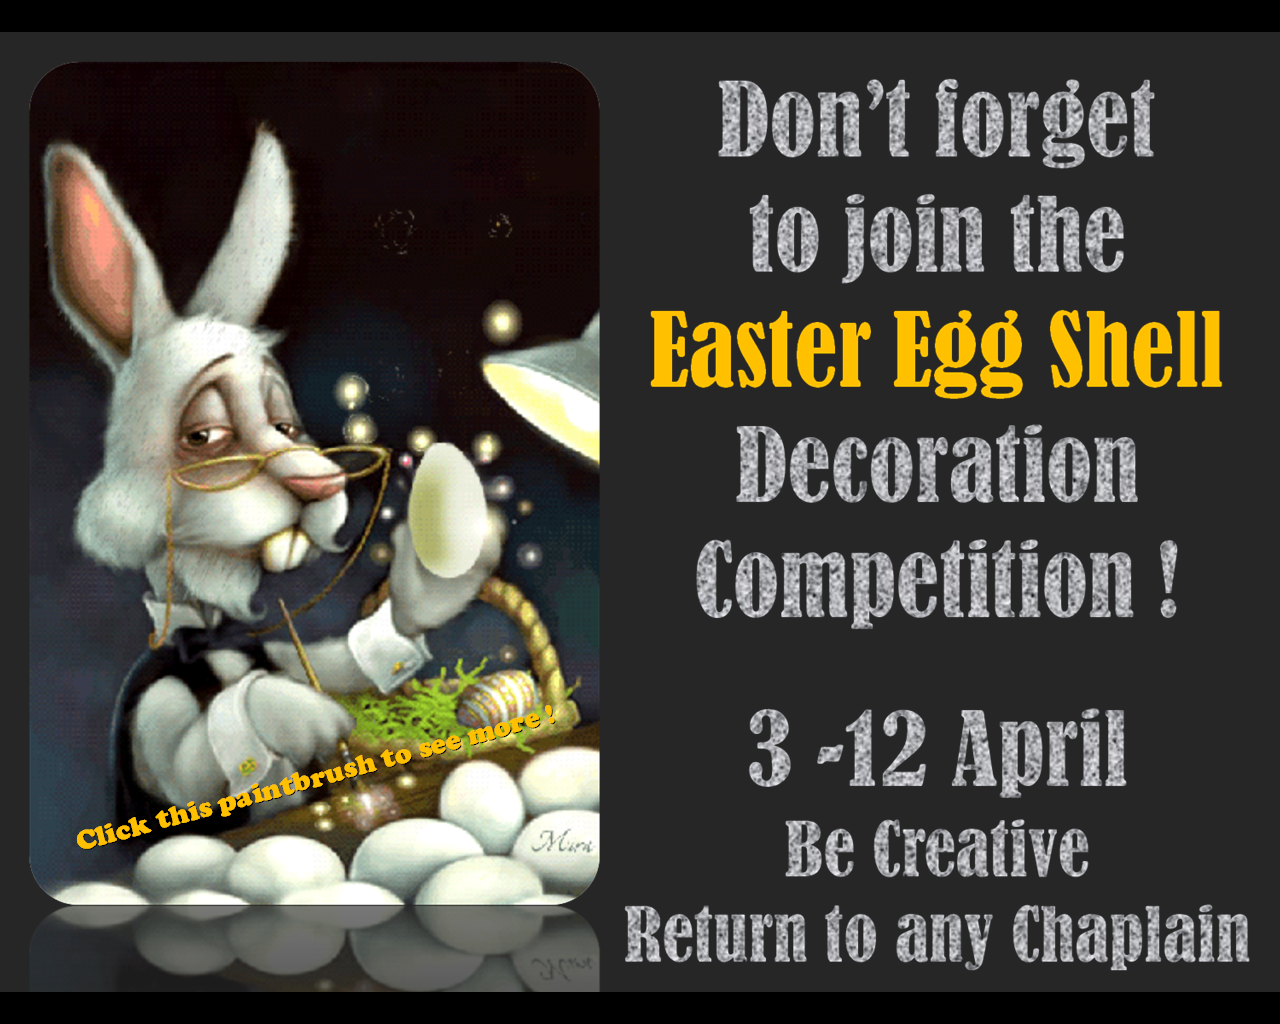 Don't forget
to join the
Easter Egg Shell
Decoration
Competition !
3 -12 April
Be Creative
Return to any Chaplain
Click this paintbrush to see more !
Mira